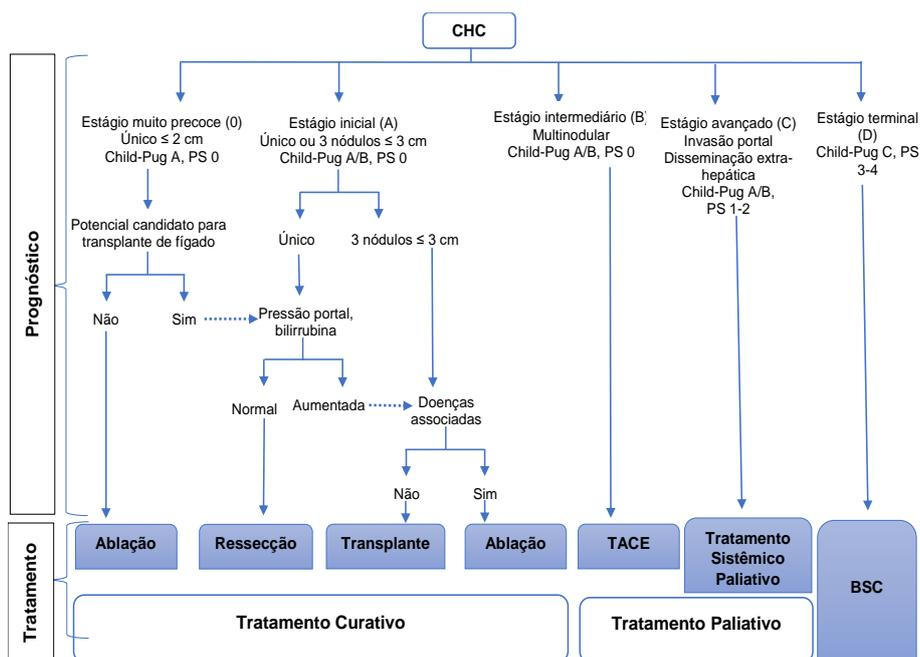 CHC
Prognóstico
Estágio muito precoce (0)
Único ≤ 2 cm
Child-Pug A, PS 0
Estágio inicial (A)
Único ou 3 nódulos ≤ 3 cm
Child-Pug A/B, PS 0
Estágio intermediário (B)
Multinodular
Child-Pug A/B, PS 0
Estágio avançado (C)
Invasão portal
Disseminação extra-
hepática
Child-Pug A/B,
PS 1-2
Estágio terminal
(D)
Child-Pug C, PS
3-4
Potencial candidato para
transplante de fígado
Único
3 nódulos ≤ 3 cm
Não
Sim
Pressão portal,
bilirrubina
Normal
Aumentada
Doenças
associadas
Não
Sim
Tratamento
Ablação
Ressecção
Transplante
Ablação
TACE
Tratamento
Sistêmico
Paliativo
BSC
Tratamento Curativo
Tratamento Paliativo